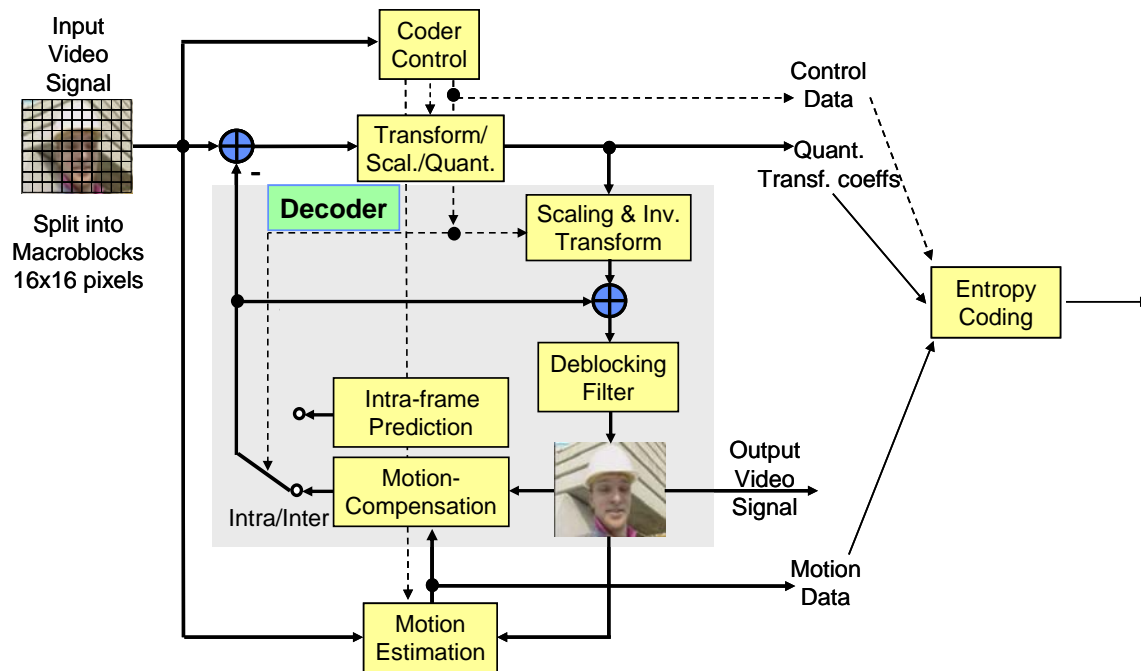 Input
Video
Signal
Coder
Control
Control
Data
Transform/
Scal./Quant.
-
Quant.
Transf. coeffs
Decoder
Split into
Macroblocks
16x16 pixels
Scaling & Inv.
Transform
Entropy
Coding
Deblocking
Filter
Intra-frame
Prediction
Motion-
Compensation
Intra/Inter
Output
Video
Signal
Motion
Data
Motion
Estimation